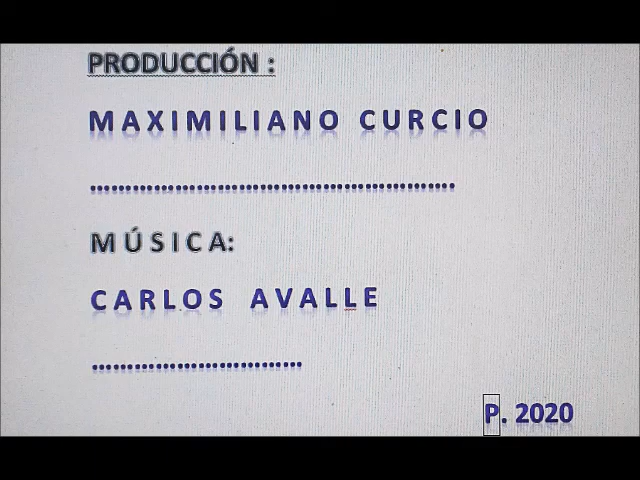 PRODUCCIÓN :
MAXIMILIANO CURCIO
..........................................................
MÚSICA:
CARLOS AVALLE
..............................
P. 2020